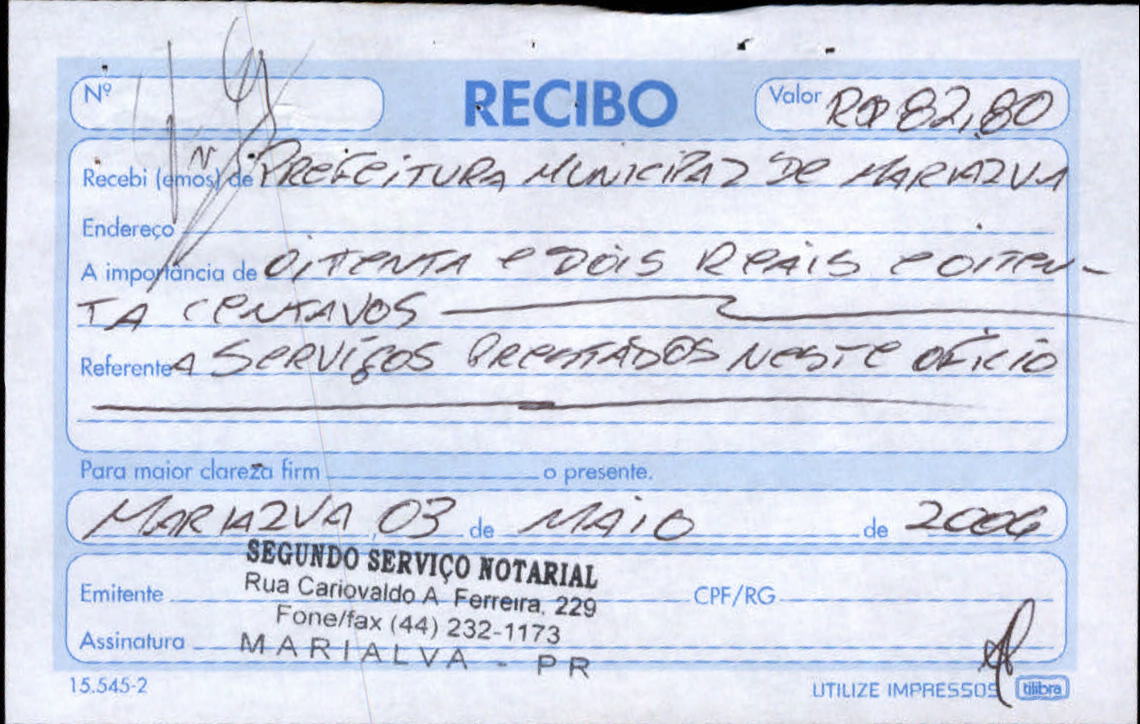 Nº
RECIBO
Valor R$ 82,80
Recebi (emos) de PREFEITURA MUNICIPAL DE MARIALVA
Endereço
A importância de OITENTA E DOIS REAIS E OITEN-
TA CENTAVOS
Referente A SERVIÇOS PRESTADOS NESTE OFÍCIO
Para maior clareza firm o presente.
MARIALVA, 03 de MAIO de 2006
SEGUNDO SERVIÇO NOTARIAL
Emitente Rua Cariovaldo A. Ferreira, 229 CPF/RG
Fone/fax (44) 232-1173
Assinatura MARIALVA - PR
15.545-2 UTILIZE IMPRESSOS tilibra